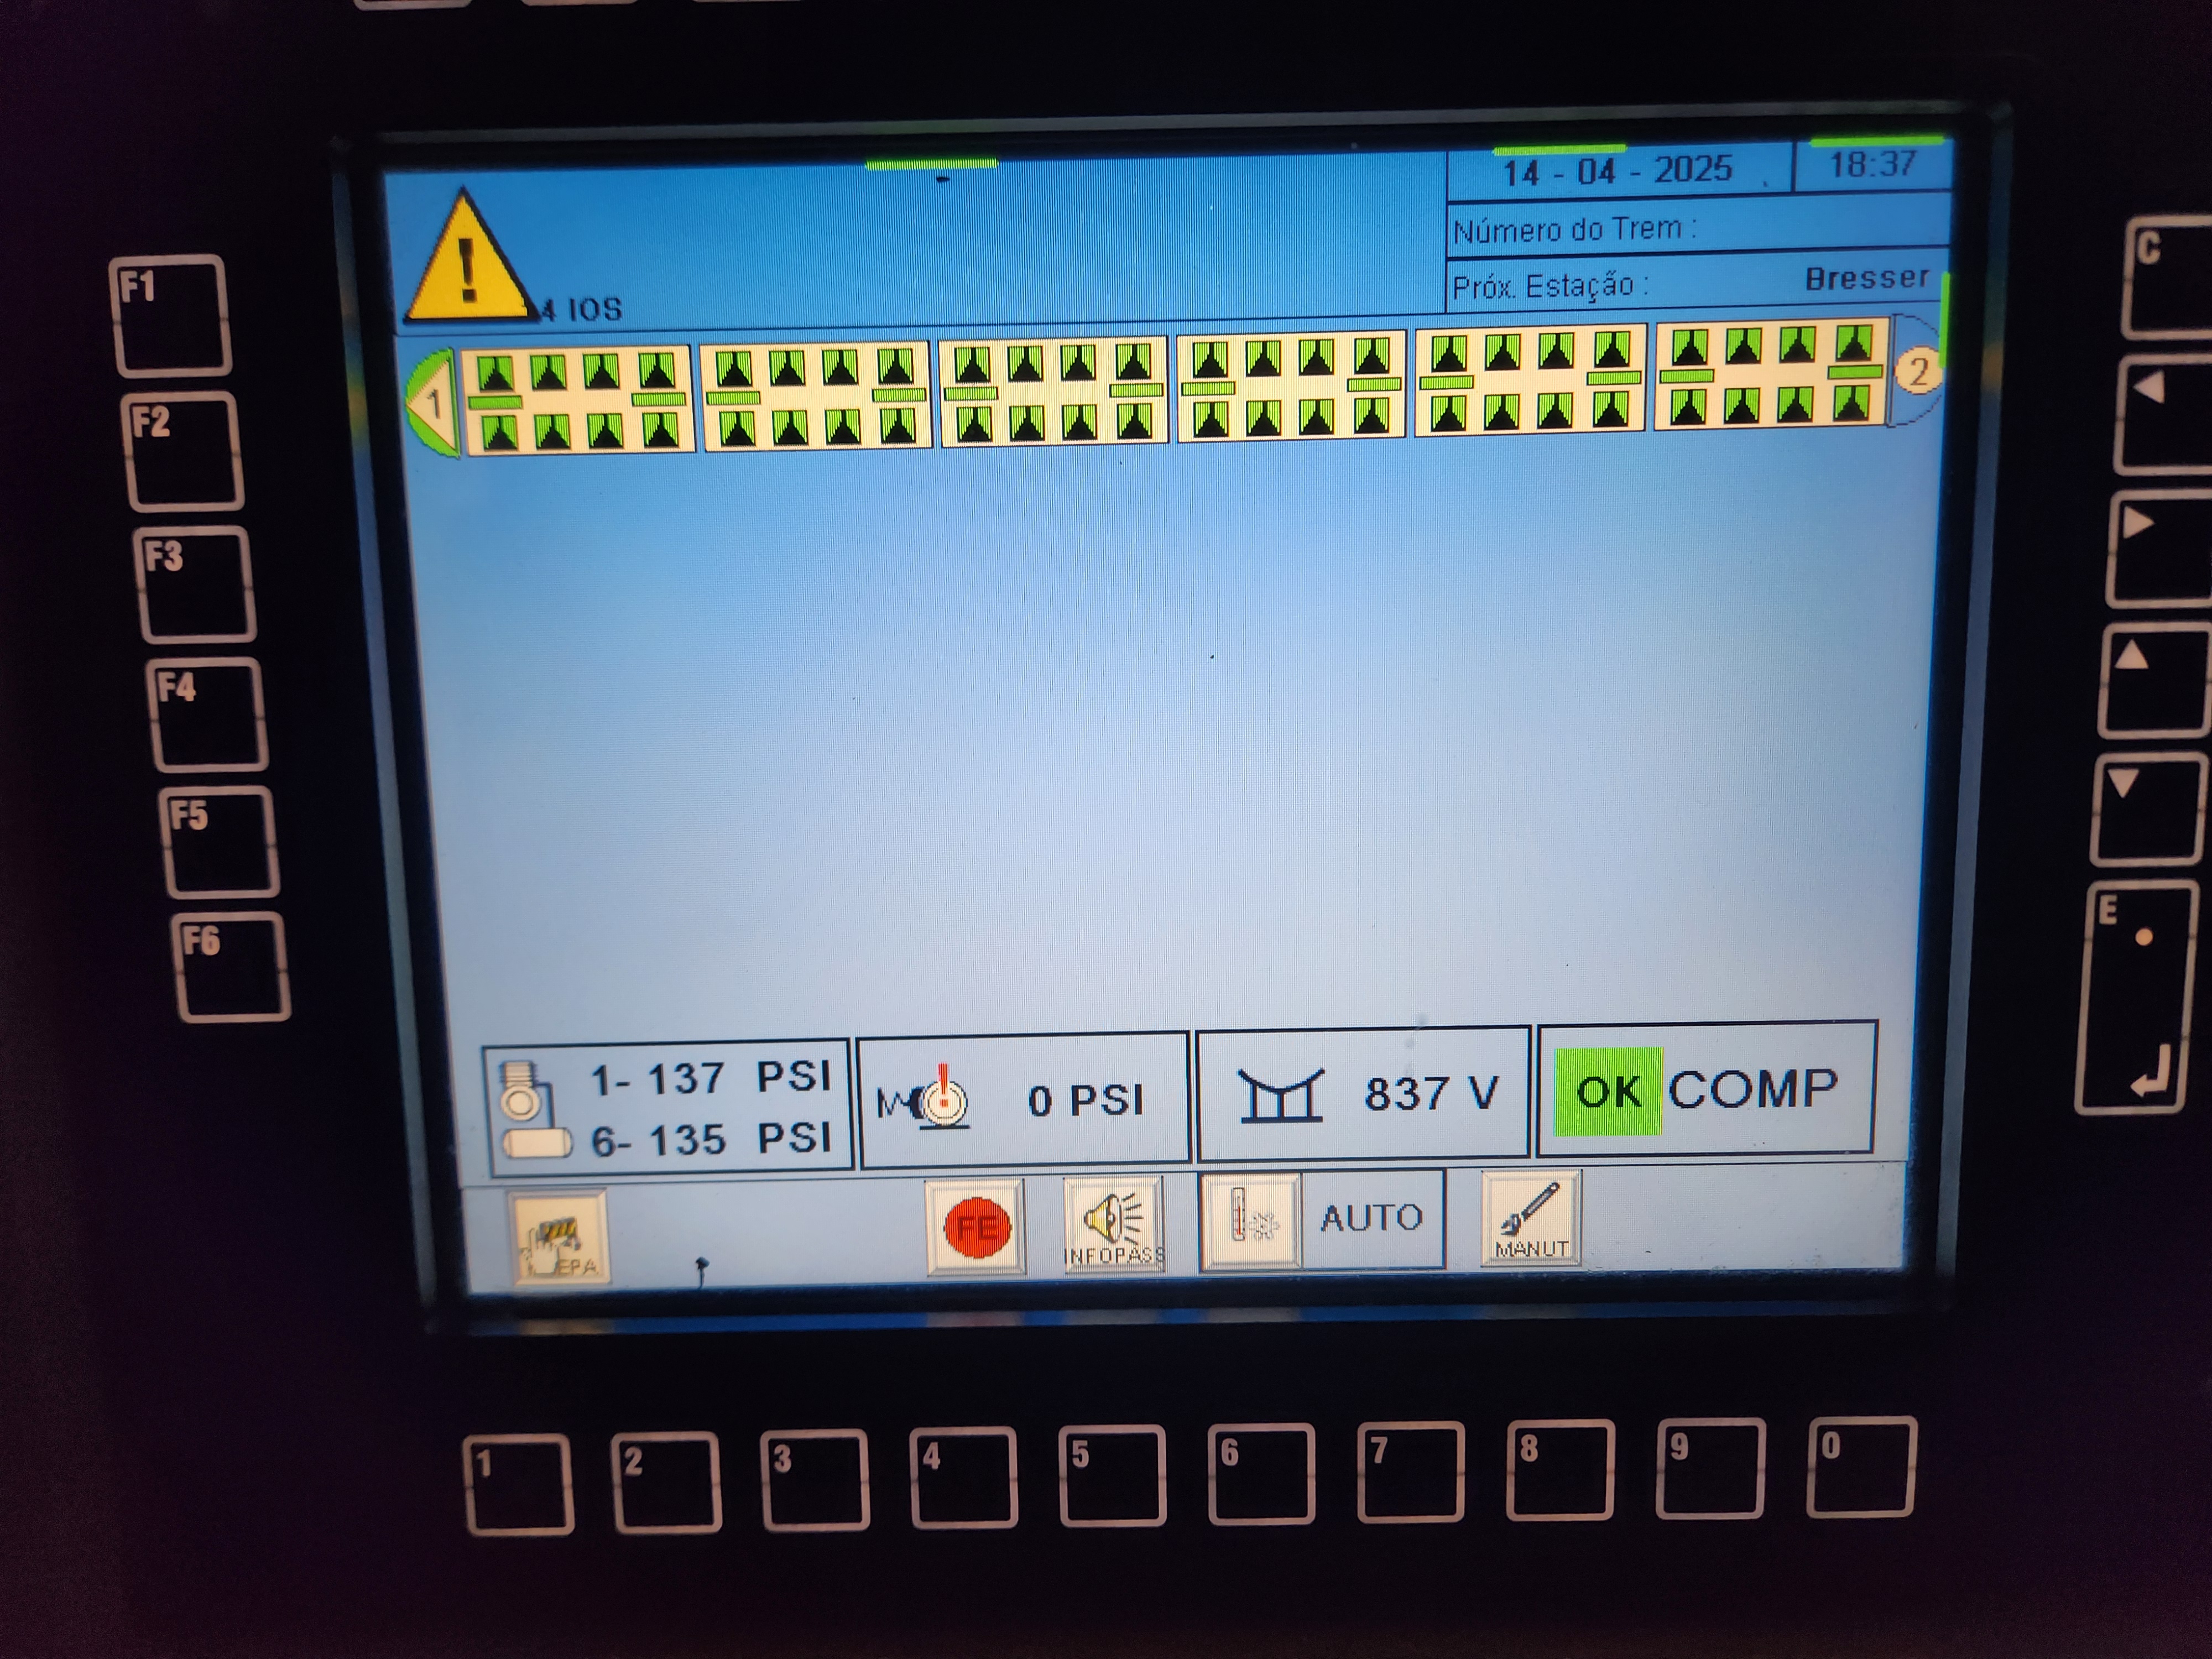 14 - 04 - 2025
18:37
Número do Trem :
Próx. Estação : Bresser
4 IOS
1
2
1- 137 PSI
6- 135 PSI
0 PSI
837 V
OK COMP
EPA
FE
INFOPASS
AUTO
MANUT
F1
F2
F3
F4
F5
F6
C
E
1 2 3 4 5 6 7 8 9 0